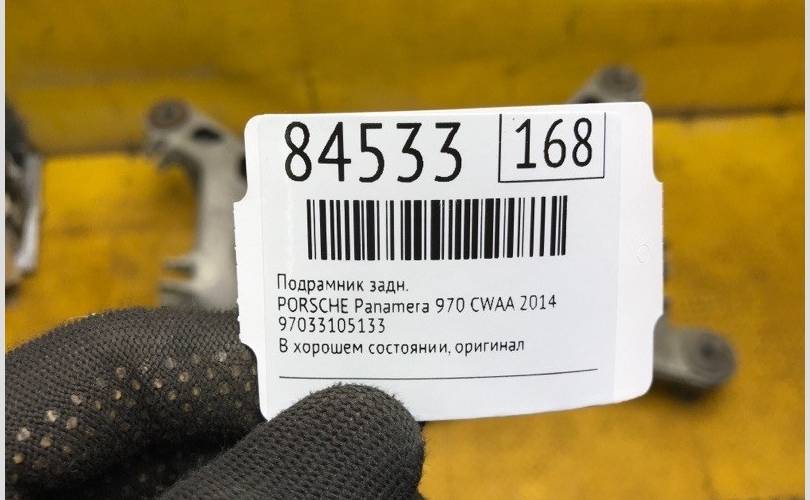 84533 168
Подрамник задн.
PORSCHE Panamera 970 CWAA 2014
97033105133
В хорошем состоянии, оригинал